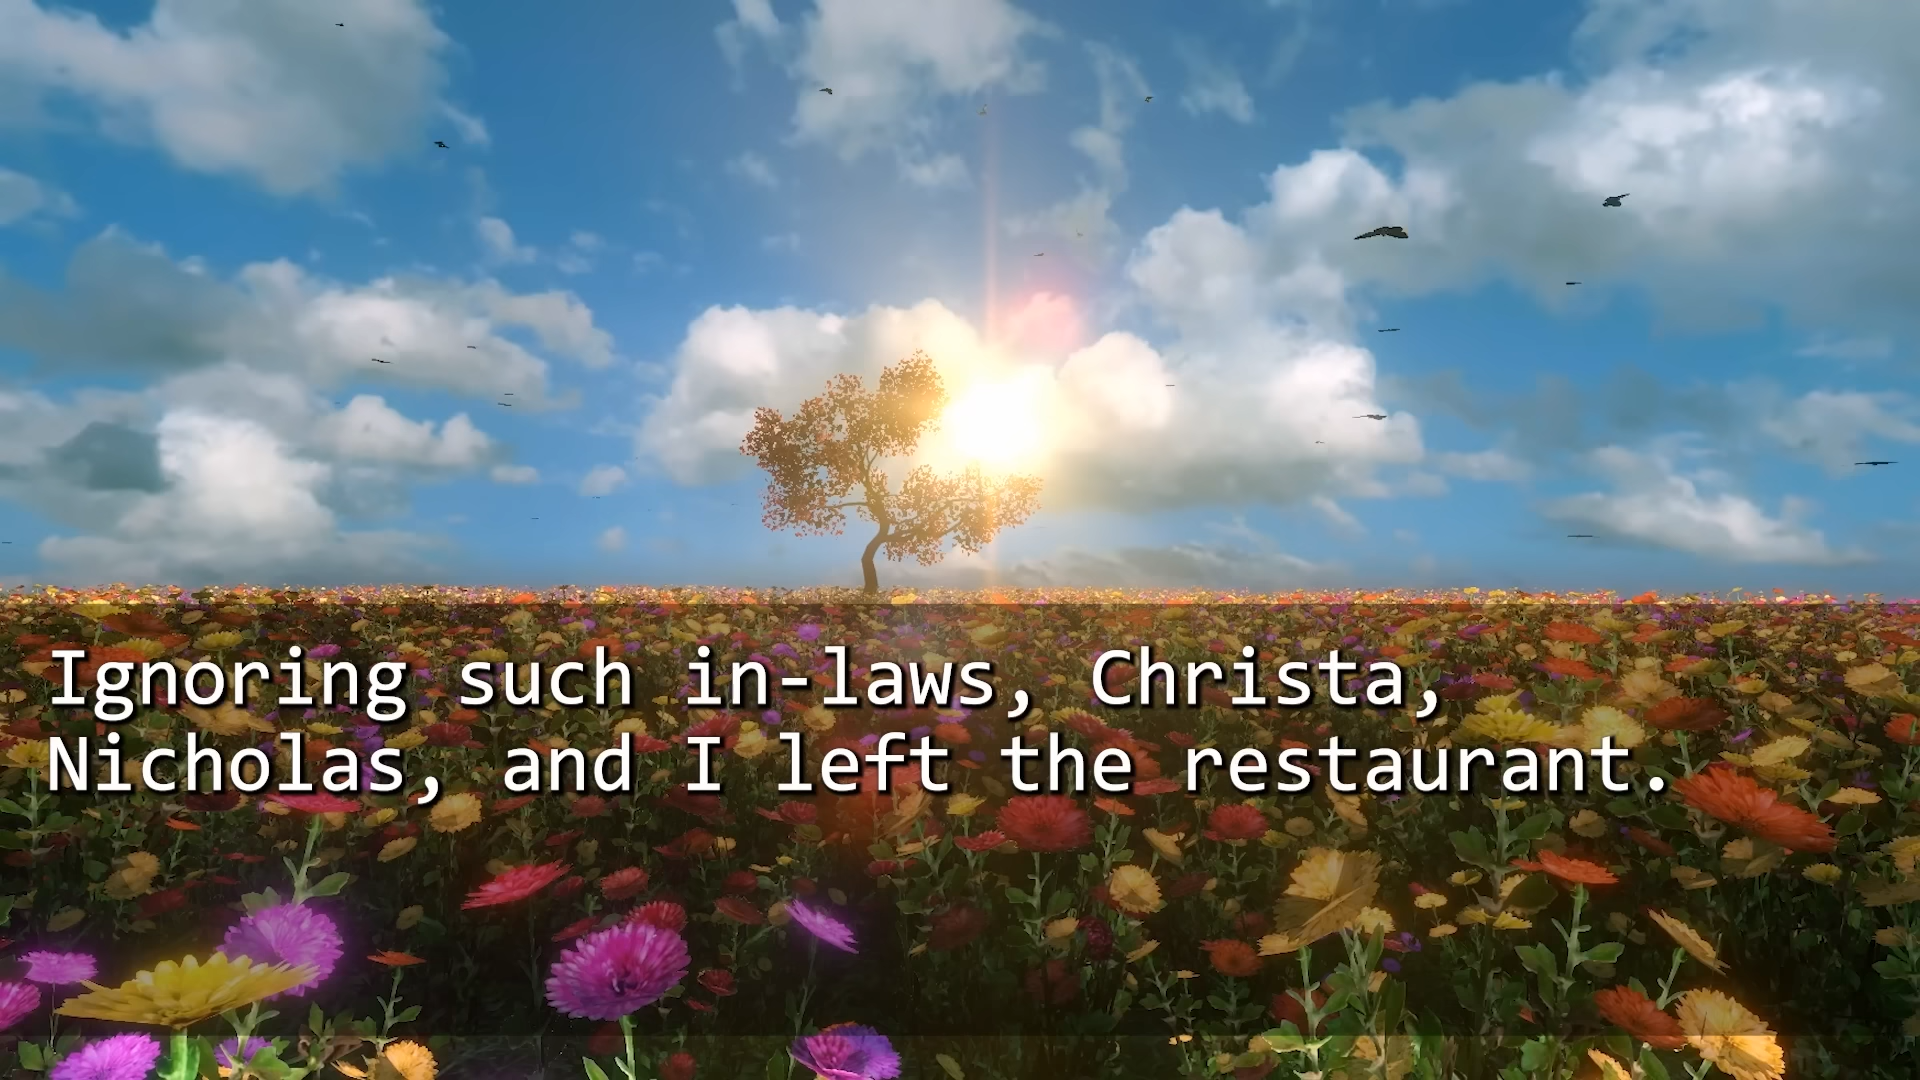 Ignoring such in-laws, Christa,
Nicholas, and I left the restaurant.